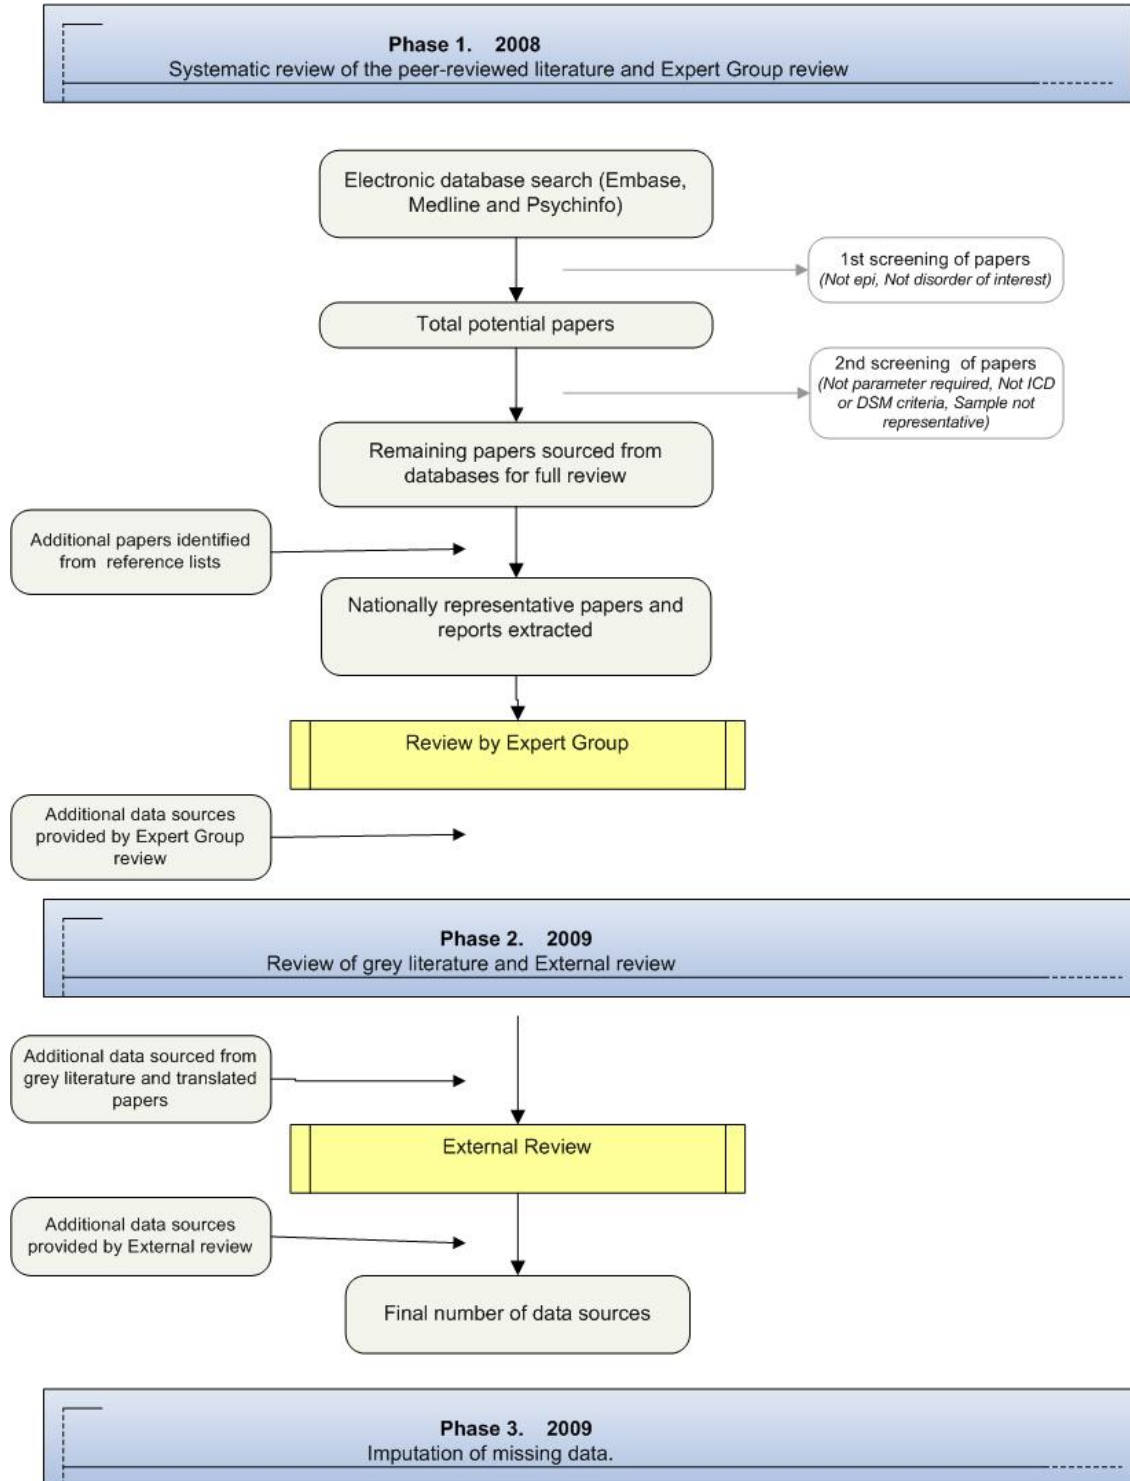 Phase 1. 2008
Systematic review of the peer-reviewed literature and Expert Group review
Electronic database search (Embase,
Medline and Psychinfo)
1st screening of papers
(Not epi, Not disorder of interest)
Total potential papers
2nd screening of papers
(Not parameter required, Not ICD
or DSM criteria, Sample not
representative)
Remaining papers sourced from
databases for full review
Additional papers identified
from reference lists
Nationally representative papers and
reports extracted
Review by Expert Group
Additional data sources
provided by Expert Group
review
Phase 2. 2009
Review of grey literature and External review
Additional data sourced from
grey literature and translated
papers
External Review
Additional data sources
provided by External review
Final number of data sources
Phase 3. 2009
Imputation of missing data.